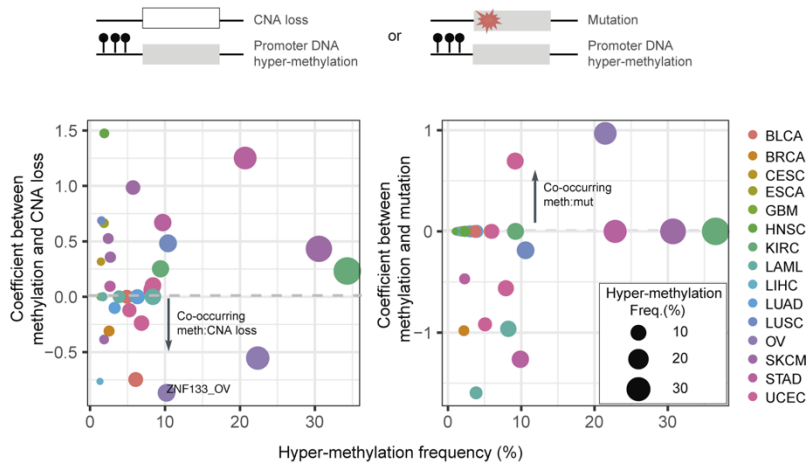 CNA loss
Promoter DNA
hyper-methylation
or
Mutation
Promoter DNA
hyper-methylation
Coefficient between
methylation and CNA loss
1.5
1.0
0.5
0.0
−0.5
Co-occurring
meth:CNA loss
ZNF133_OV
0
10
20
30
Coefficient between
methylation and mutation
1
0
−1
Co-occurring
meth:mut
Hyper-methylation
Freq.(%)
10
20
30
0
10
20
30
Hyper-methylation frequency (%)
BLCA
BRCA
CESC
ESCA
GBM
HNSC
KIRC
LAML
LIHC
LUAD
LUSC
OV
SKCM
STAD
UCEC